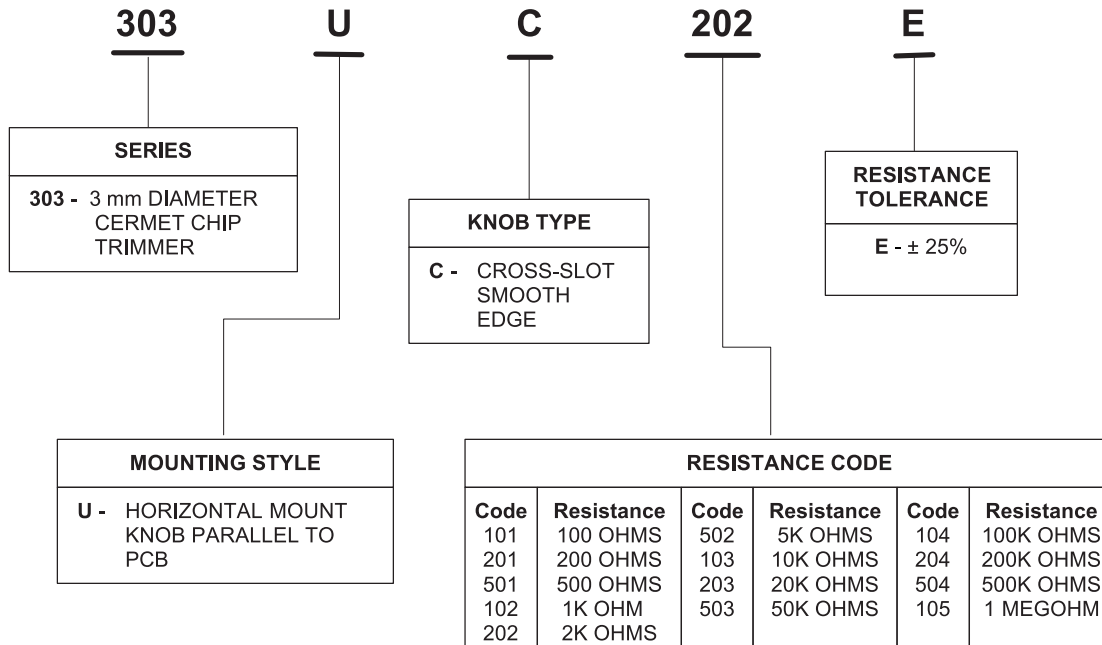 303 U C 202 E
SERIES
303 - 3 mm DIAMETER
CERMET CHIP
TRIMMER
KNOB TYPE
C - CROSS-SLOT
SMOOTH
EDGE
RESISTANCE
TOLERANCE
E - ± 25%
MOUNTING STYLE
U - HORIZONTAL MOUNT
KNOB PARALLEL TO
PCB
RESISTANCE CODE
Code Resistance Code Resistance Code Resistance
101 100 OHMS 502 5K OHMS 104 100K OHMS
201 200 OHMS 103 10K OHMS 204 200K OHMS
501 500 OHMS 203 20K OHMS 504 500K OHMS
102 1K OHM 503 50K OHMS 105 1 MEGOHM
202 2K OHMS